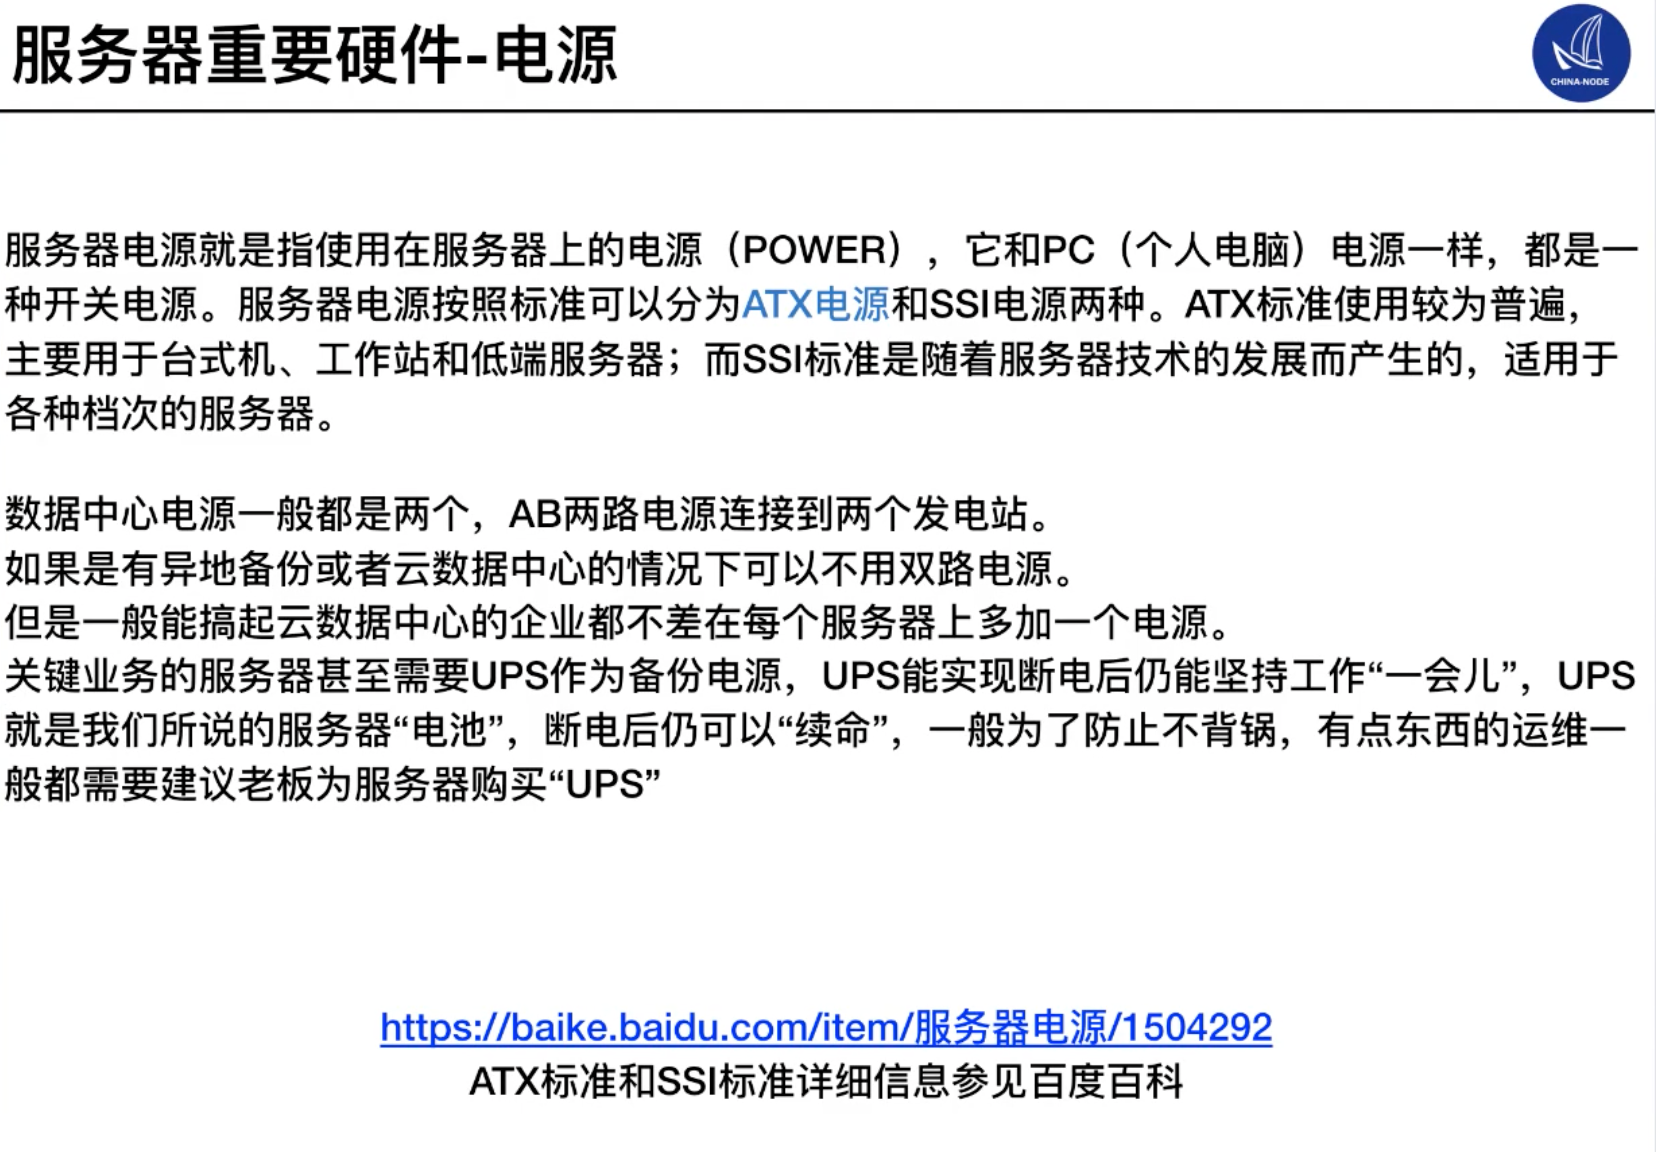 服务器重要硬件-电源
CHINA-NODE
服务器电源就是指使用在服务器上的电源（POWER），它和PC（个人电脑）电源一样，都是一
种开关电源。服务器电源按照标准可以分为ATX电源和SSI电源两种。ATX标准使用较为普遍，
主要用于台式机、工作站和低端服务器；而SSI标准是随着服务器技术的发展而产生的，适用于
各种档次的服务器。
数据中心电源一般都是两个，AB两路电源连接到两个发电站。
如果是有异地备份或者云数据中心的情况下可以不用双路电源。
但是一般能搞起云数据中心的企业都不差在每个服务器上多加一个电源。
关键业务的服务器甚至需要UPS作为备份电源，UPS能实现断电后仍能坚持工作“一会儿”，UPS
就是我们所说的服务器“电池”，断电后仍可以“续命”，一般为了防止不背锅，有点东西的运维一
般都需要建议老板为服务器购买“UPS”
https://baike.baidu.com/item/服务器电源/1504292
ATX标准和SSI标准详细信息参见百度百科